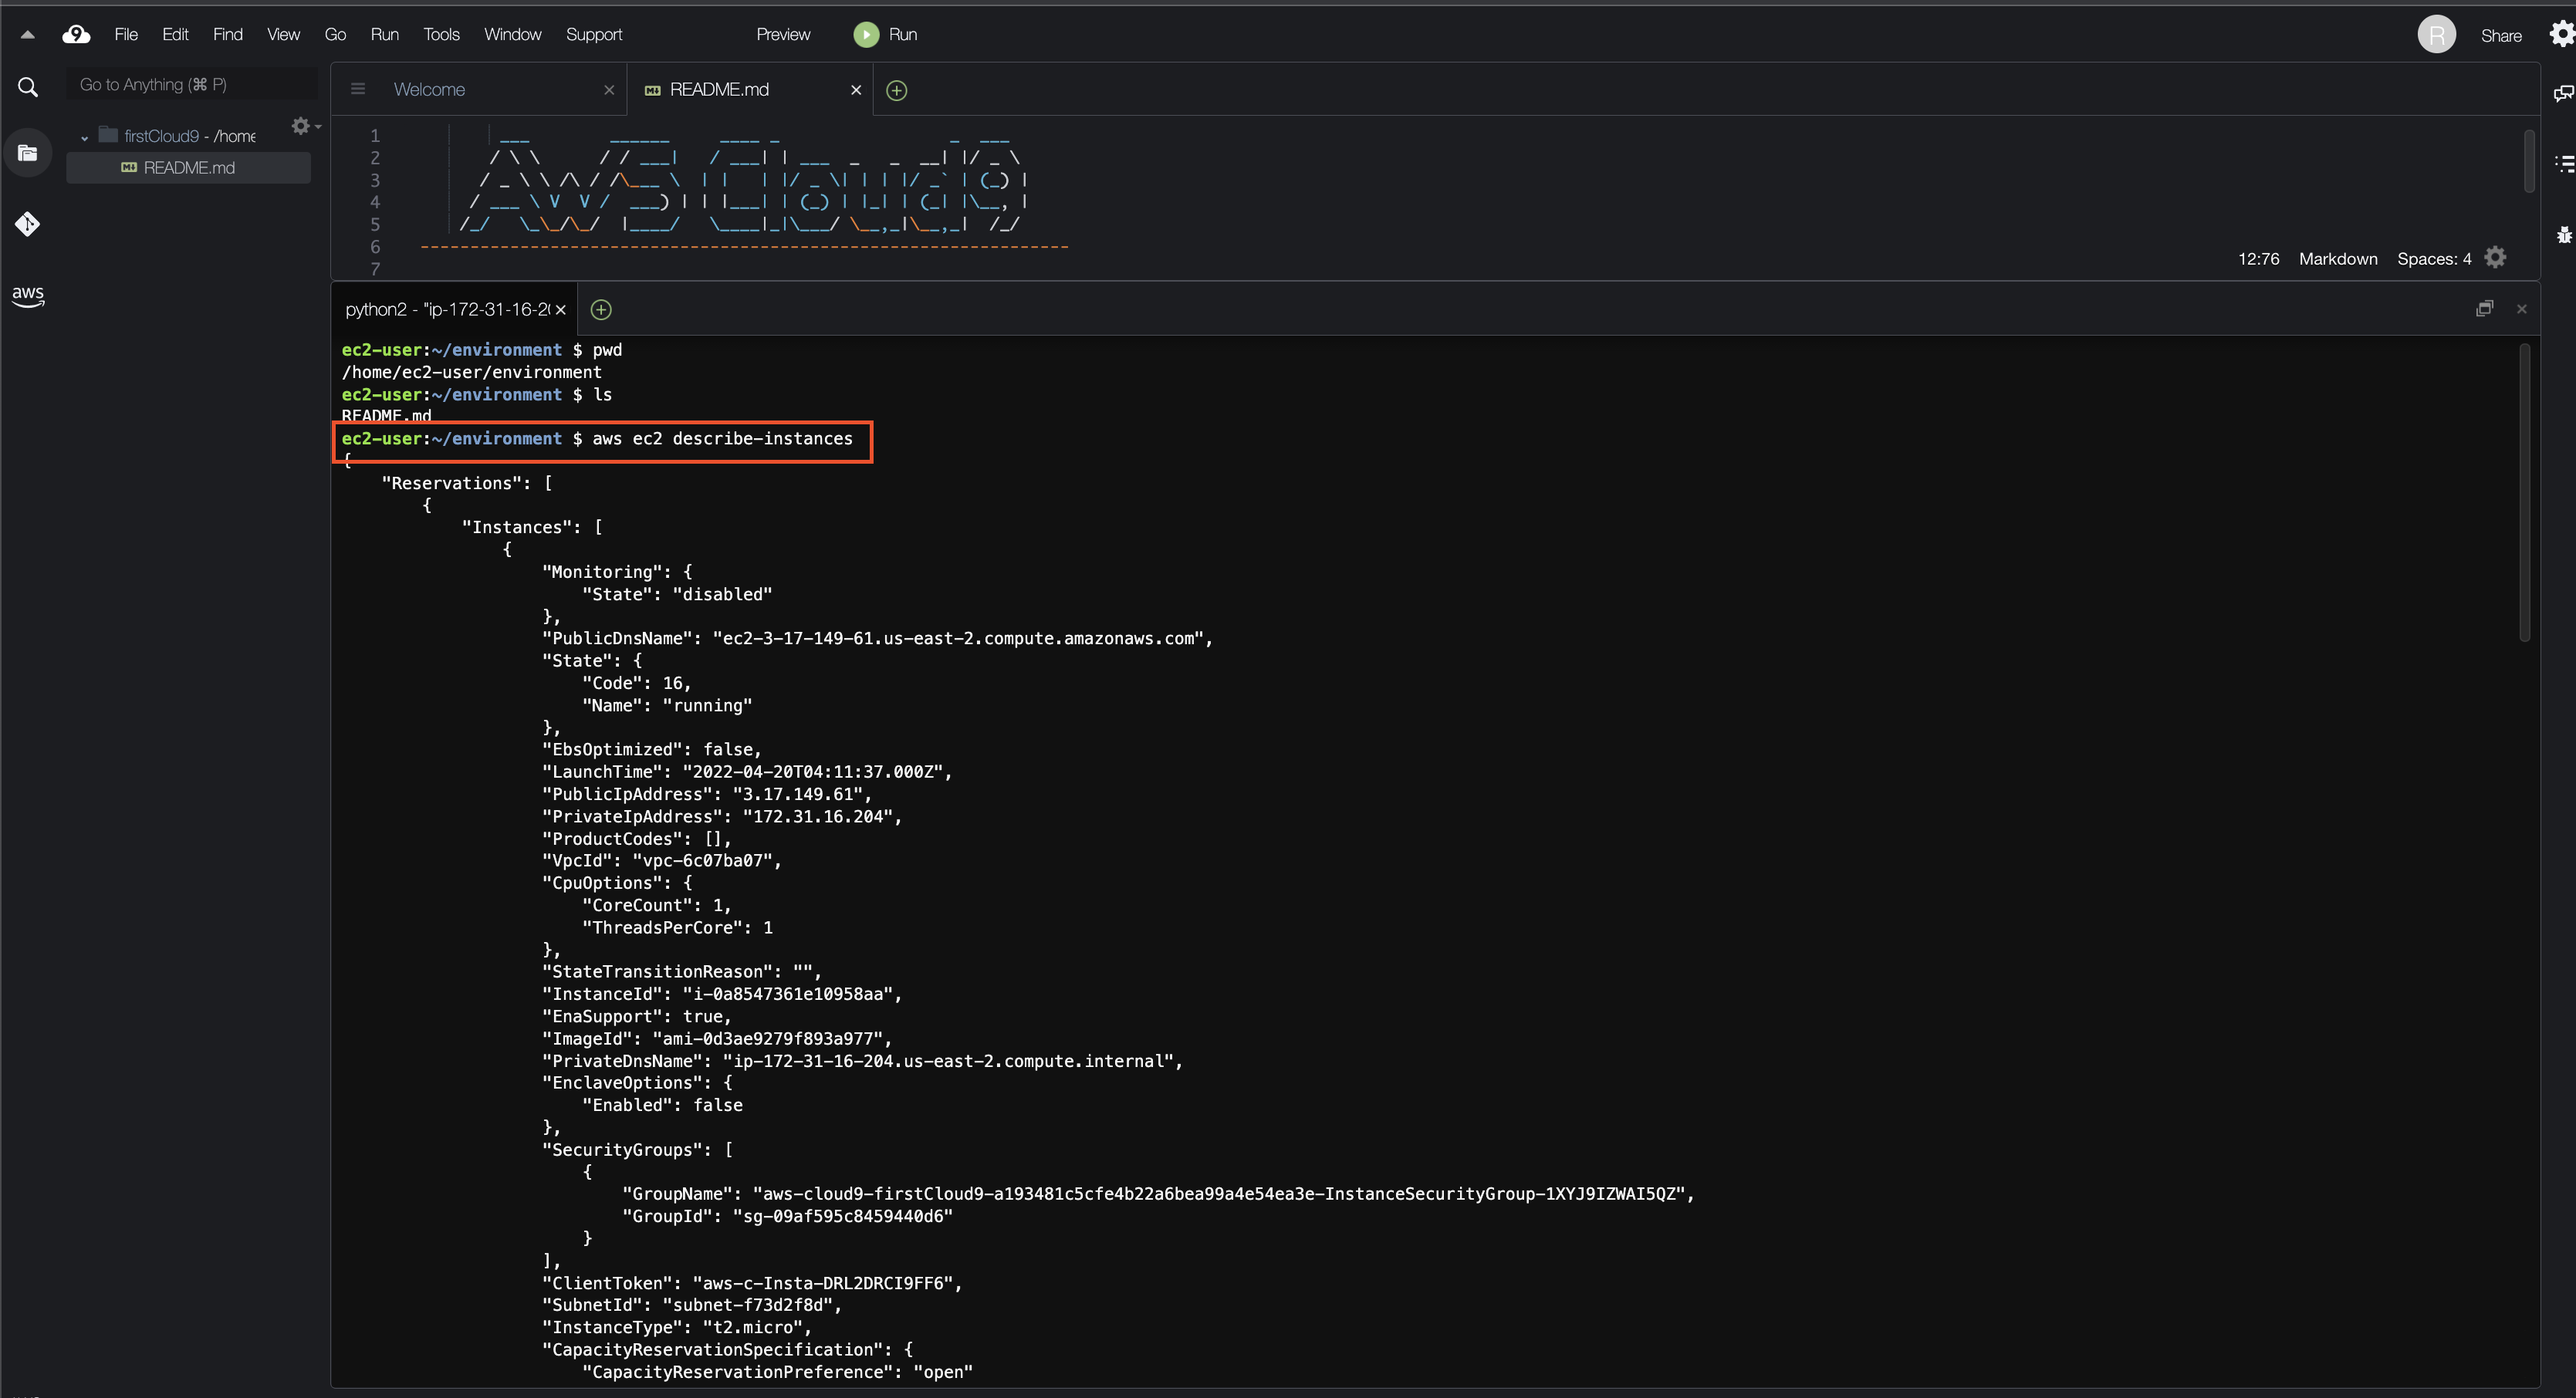 File Edit Find View Go Run Tools Window Support Preview Run R Share
Go to Anything (⌘ P)
Welcome README.md
firstCloud9 - /home
README.md
aws
1
2
3
4
5
6
7
AWS Cloud9
12:76 Markdown Spaces: 4
python2 - "ip-172-31-16-20
ec2-user:~/environment $ pwd
/home/ec2-user/environment
ec2-user:~/environment $ ls
README.md
ec2-user:~/environment $ aws ec2 describe-instances
{
    "Reservations": [
        {
            "Instances": [
                {
                    "Monitoring": {
                        "State": "disabled"
                    },
                    "PublicDnsName": "ec2-3-17-149-61.us-east-2.compute.amazonaws.com",
                    "State": {
                        "Code": 16,
                        "Name": "running"
                    },
                    "EbsOptimized": false,
                    "LaunchTime": "2022-04-20T04:11:37.000Z",
                    "PublicIpAddress": "3.17.149.61",
                    "PrivateIpAddress": "172.31.16.204",
                    "ProductCodes": [],
                    "VpcId": "vpc-6c07ba07",
                    "CpuOptions": {
                        "CoreCount": 1,
                        "ThreadsPerCore": 1
                    },
                    "StateTransitionReason": "",
                    "InstanceId": "i-0a8547361e10958aa",
                    "EnaSupport": true,
                    "ImageId": "ami-0d3ae9279f893a977",
                    "PrivateDnsName": "ip-172-31-16-204.us-east-2.compute.internal",
                    "EnclaveOptions": {
                        "Enabled": false
                    },
                    "SecurityGroups": [
                        {
                            "GroupName": "aws-cloud9-firstCloud9-a193481c5cfe4b22a6bea99a4e54ea3e-InstanceSecurityGroup-1XYJ9IZWAI5QZ",
                            "GroupId": "sg-09af595c8459440d6"
                        }
                    ],
                    "ClientToken": "aws-c-Insta-DRL2DRCI9FF6",
                    "SubnetId": "subnet-f73d2f8d",
                    "InstanceType": "t2.micro",
                    "CapacityReservationSpecification": {
                        "CapacityReservationPreference": "open"